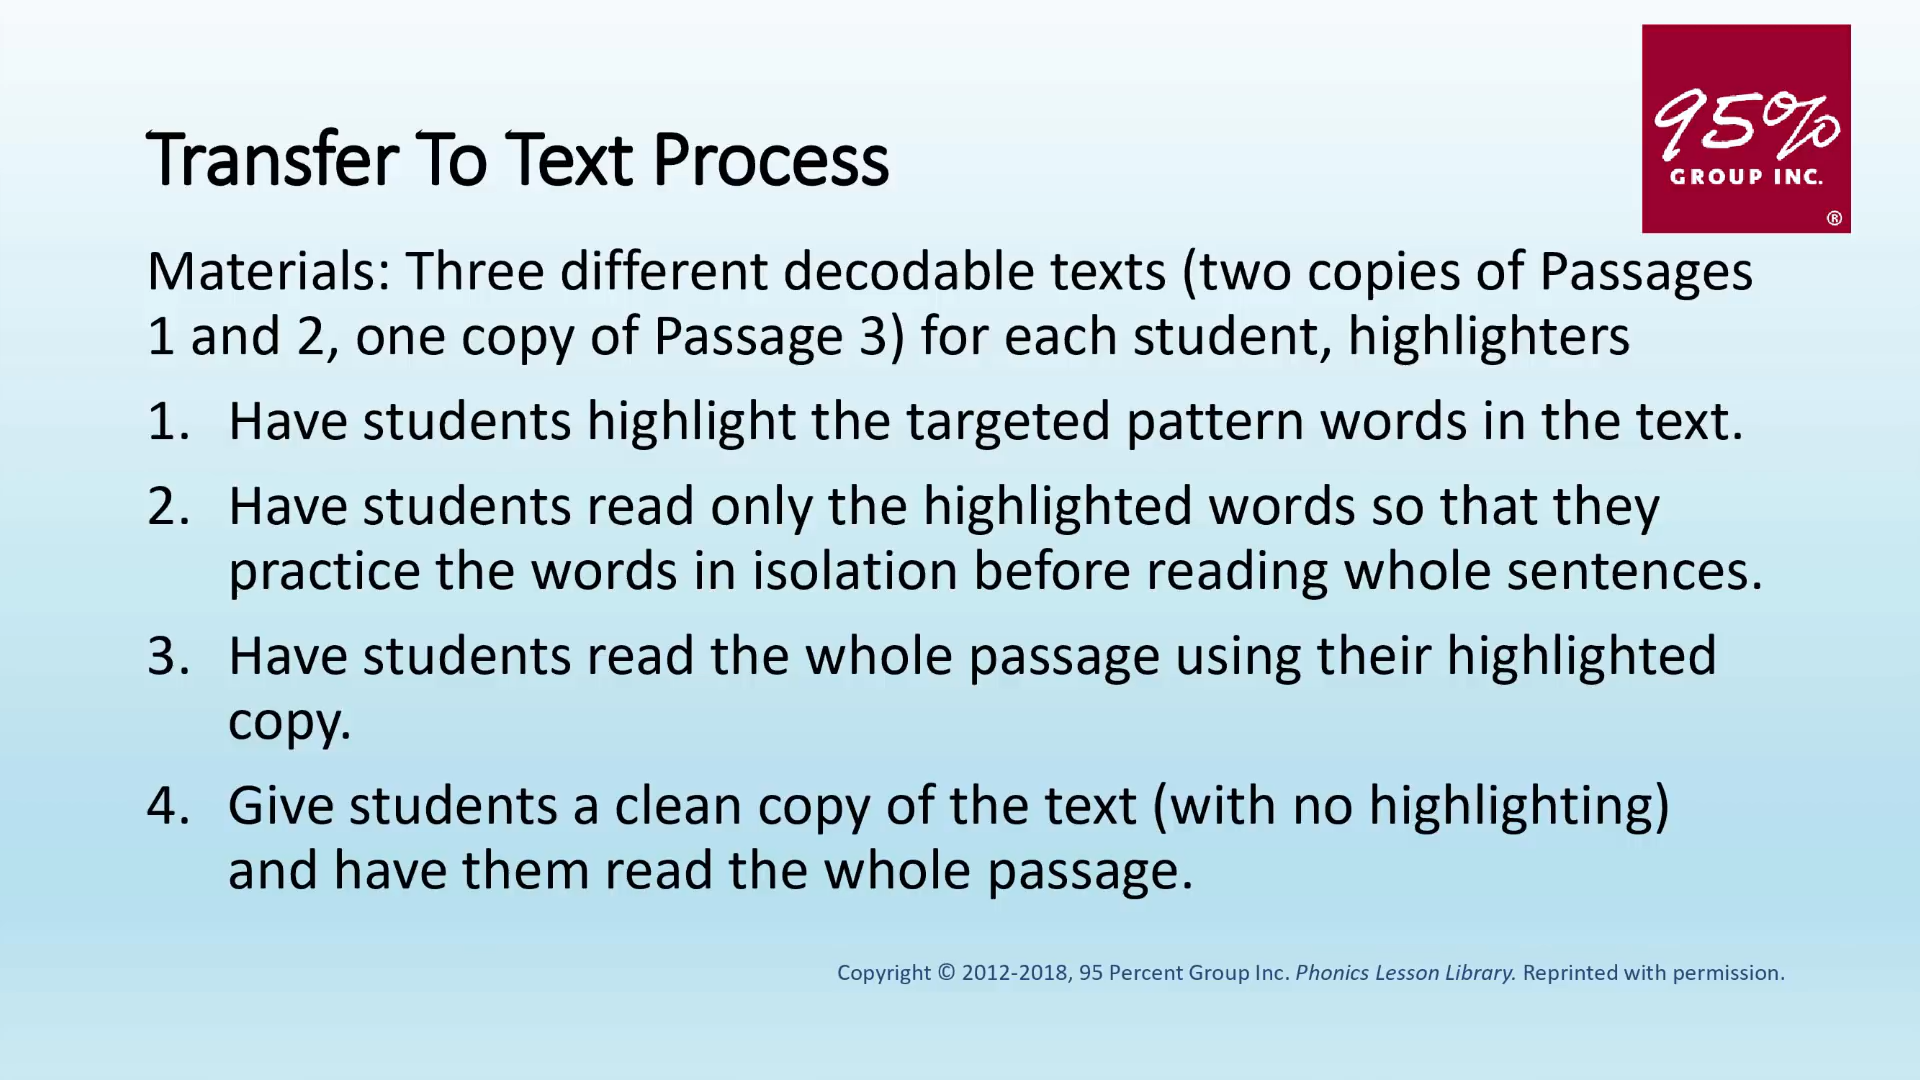 95%
GROUP INC.
®
Transfer To Text Process
Materials: Three different decodable texts (two copies of Passages
1 and 2, one copy of Passage 3) for each student, highlighters
1. Have students highlight the targeted pattern words in the text.
2. Have students read only the highlighted words so that they
practice the words in isolation before reading whole sentences.
3. Have students read the whole passage using their highlighted
copy.
4. Give students a clean copy of the text (with no highlighting)
and have them read the whole passage.
Copyright © 2012-2018, 95 Percent Group Inc. Phonics Lesson Library. Reprinted with permission.